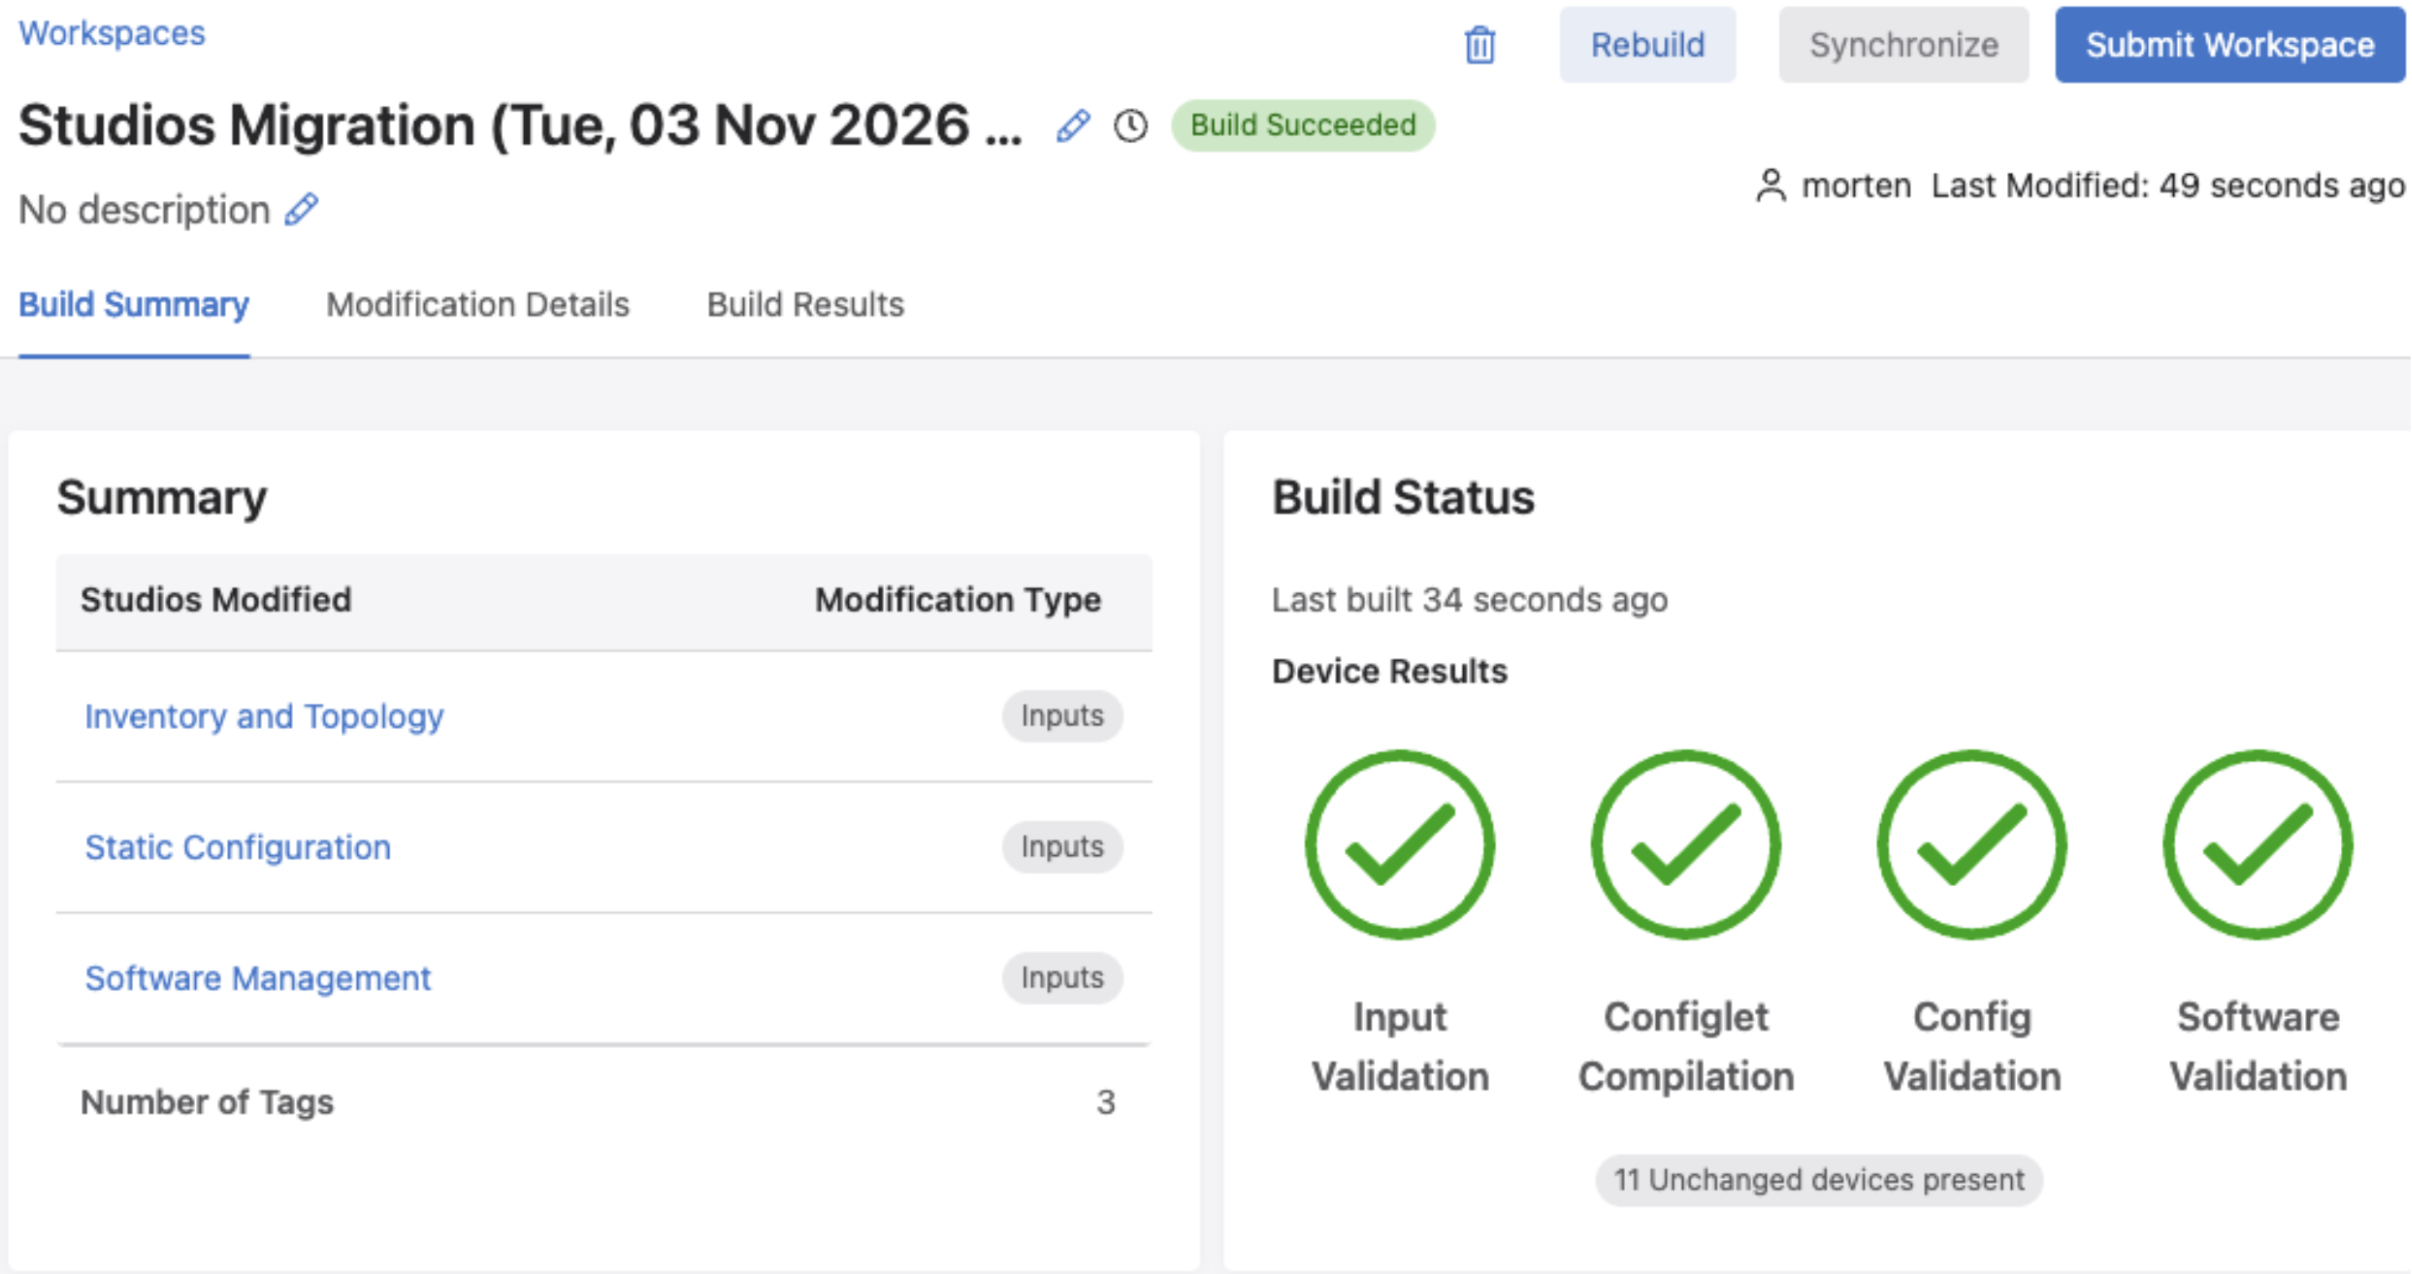 Workspaces
Rebuild
Synchronize
Submit Workspace
Studios Migration (Tue, 03 Nov 2026 ...
Build Succeeded
morten Last Modified: 49 seconds ago
No description
Build Summary
Modification Details
Build Results
Summary
Studios Modified Modification Type
Inventory and Topology Inputs
Static Configuration Inputs
Software Management Inputs
Number of Tags 3
Build Status
Last built 34 seconds ago
Device Results
Input
Validation
Configlet
Compilation
Config
Validation
Software
Validation
11 Unchanged devices present